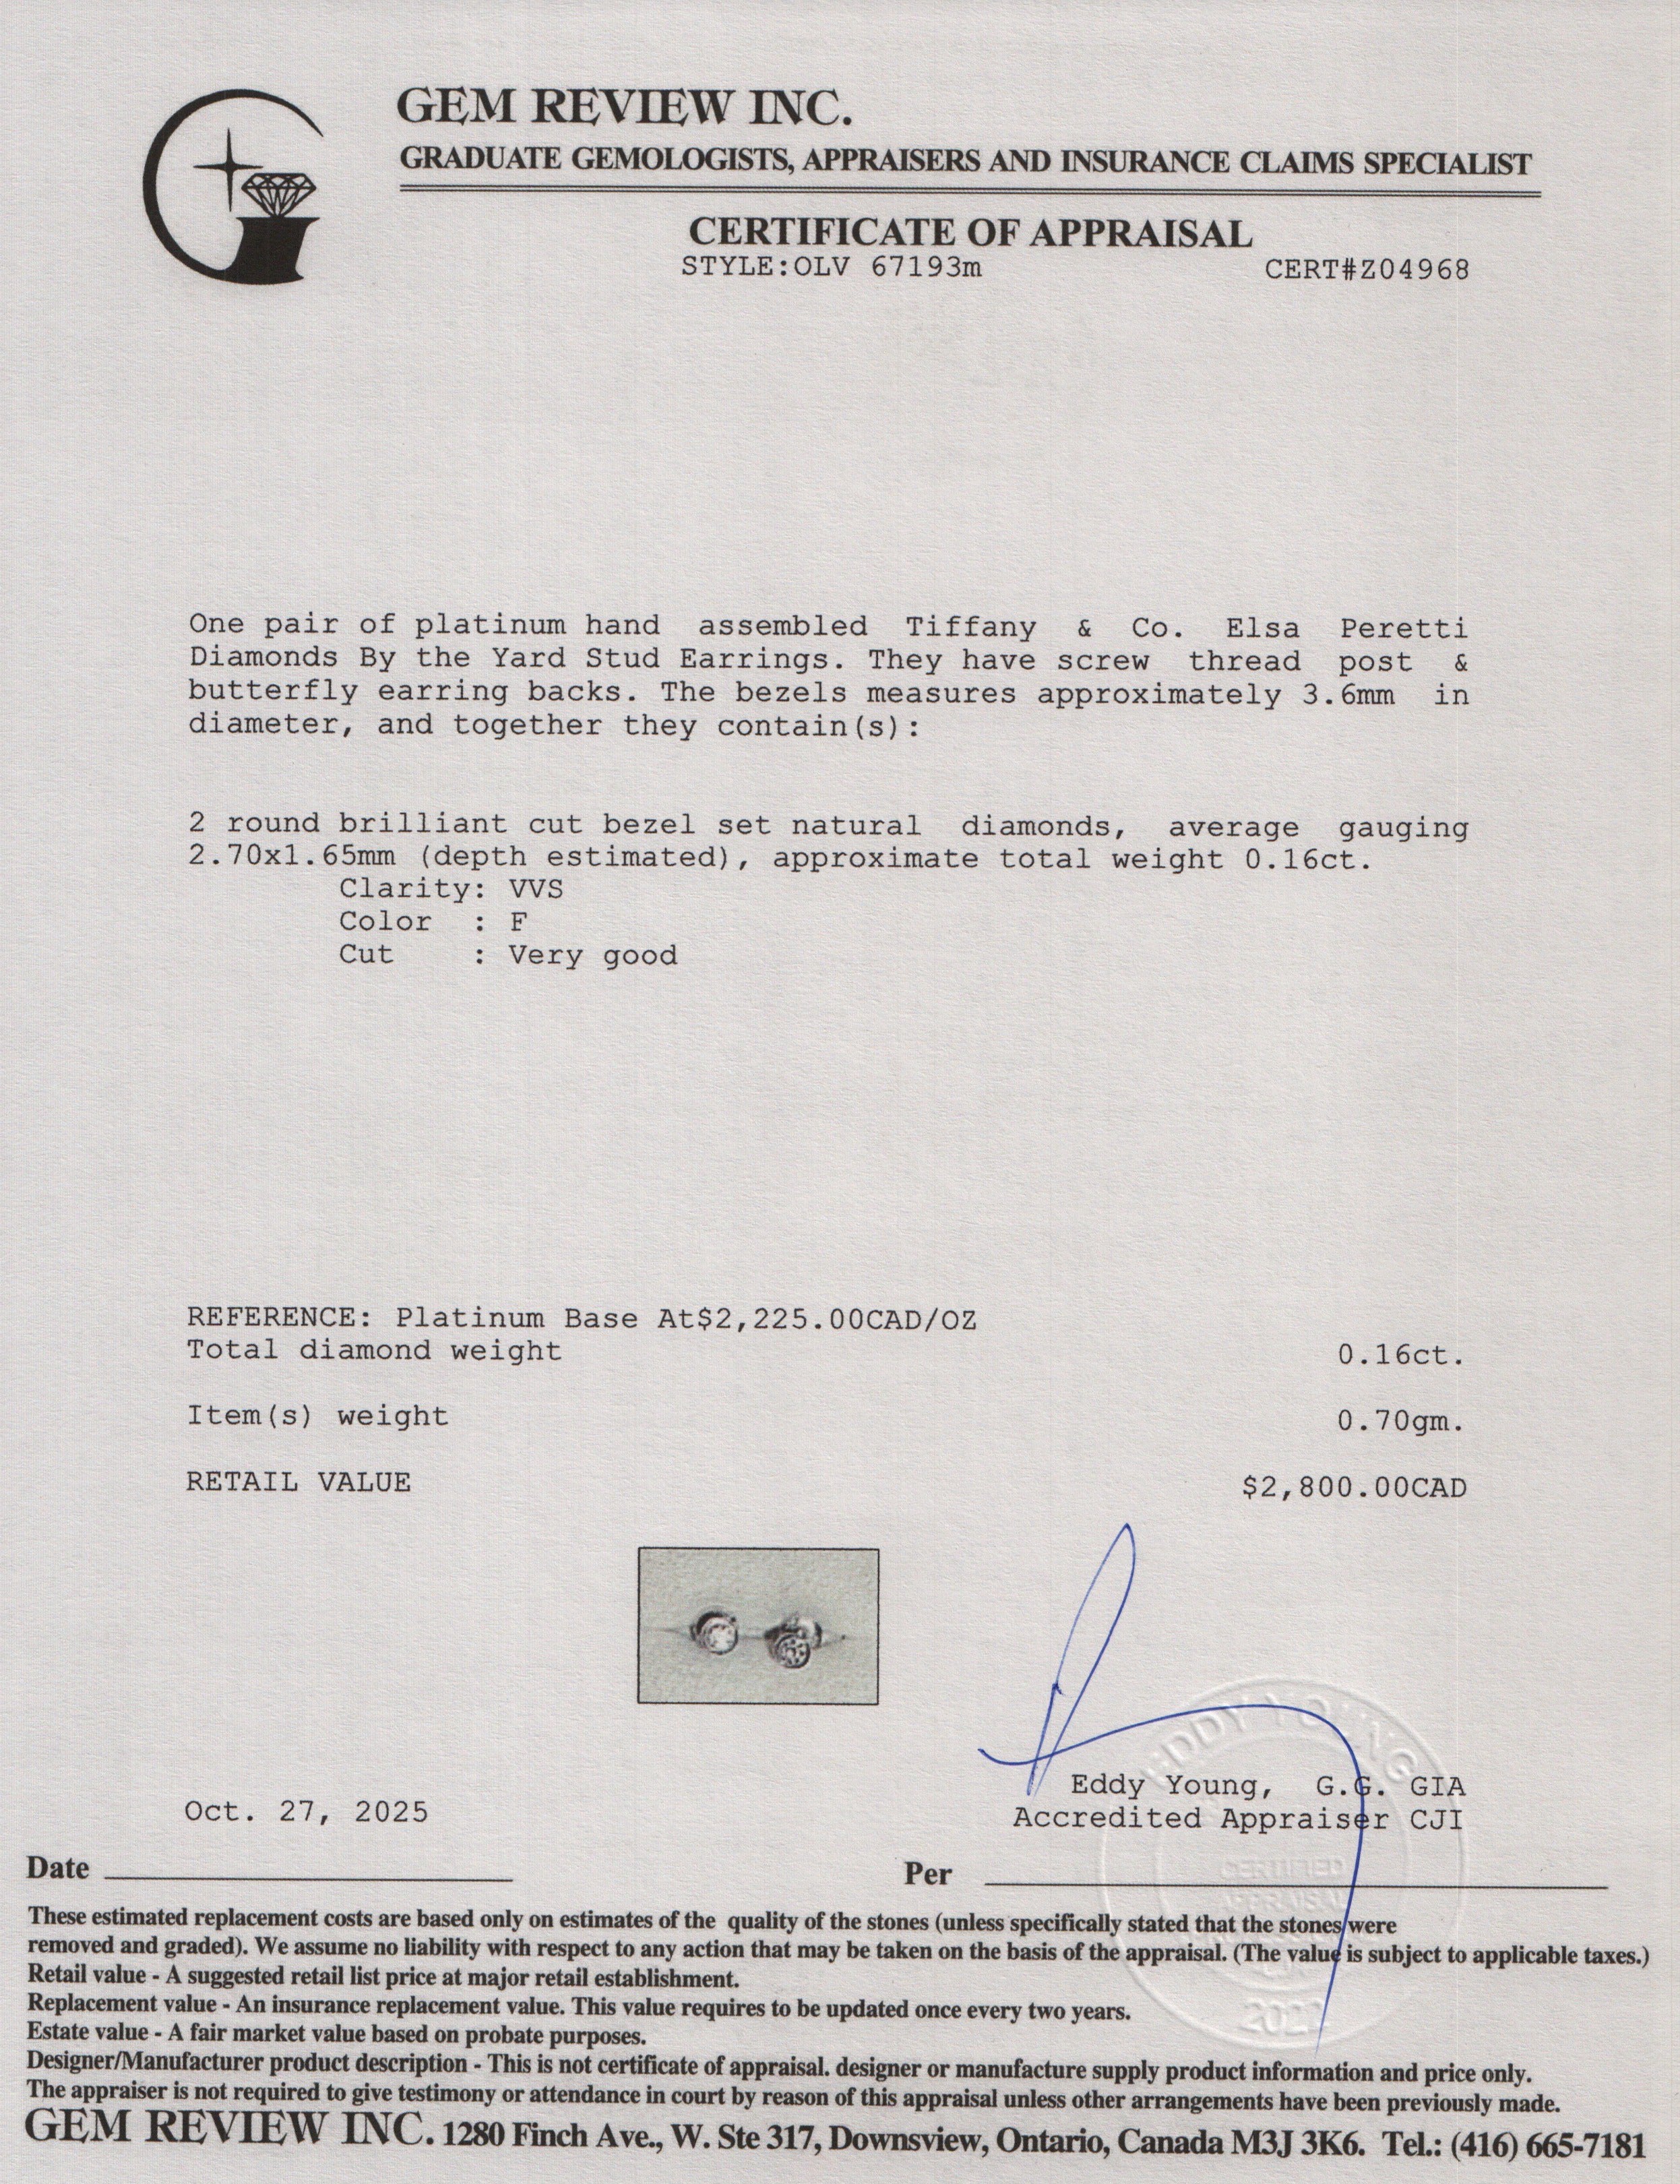 GEM REVIEW INC.
GRADUATE GEMOLOGISTS, APPRAISERS AND INSURANCE CLAIMS SPECIALIST
CERTIFICATE OF APPRAISAL
STYLE:OLV 67193m CERT#Z04968
One pair of platinum hand assembled Tiffany & Co. Elsa Peretti
Diamonds By the Yard Stud Earrings. They have screw thread post &
butterfly earring backs. The bezels measures approximately 3.6mm in
diameter, and together they contain(s):
2 round brilliant cut bezel set natural diamonds, average gauging
2.70x1.65mm (depth estimated), approximate total weight 0.16ct.
Clarity: VVS
Color : F
Cut : Very good
REFERENCE: Platinum Base At$2,225.00CAD/OZ
Total diamond weight 0.16ct.
Item(s) weight 0.70gm.
RETAIL VALUE $2,800.00CAD
EDDY YOUNG
Eddy Young, G.G. GIA
Oct. 27, 2025 Accredited Appraiser CJI
Date Per
CERTIFIED
These estimated replacement costs are based only on estimates of the quality of the stones (unless specifically stated that the stones were
removed and graded). We assume no liability with respect to any action that may be taken on the basis of the appraisal. (The value is subject to applicable taxes.)
Retail value - A suggested retail list price at major retail establishment.
Replacement value - An insurance replacement value. This value requires to be updated once every two years.
Estate value - A fair market value based on probate purposes.
Designer/Manufacturer product description - This is not certificate of appraisal. designer or manufacture supply product information and price only.
The appraiser is not required to give testimony or attendance in court by reason of this appraisal unless other arrangements have been previously made.
GEM REVIEW INC. 1280 Finch Ave., W. Ste 317, Downsview, Ontario, Canada M3J 3K6. Tel.: (416) 665-7181